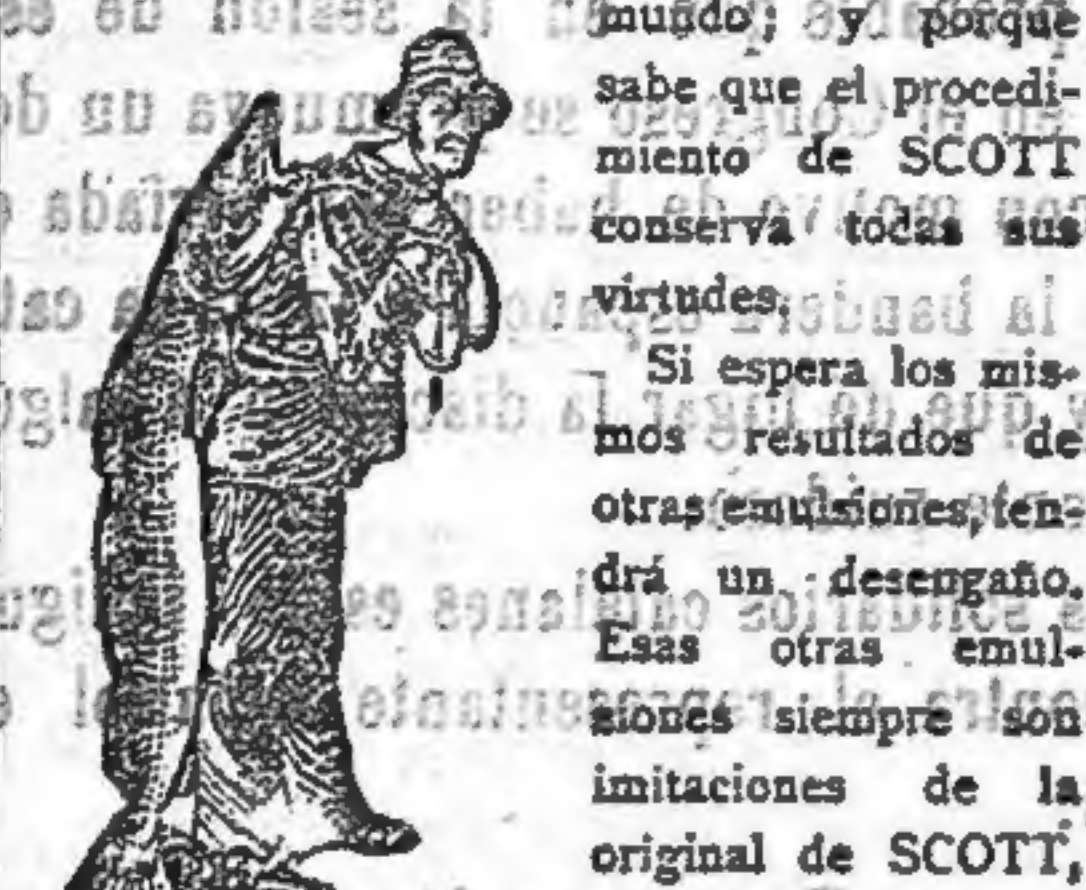 mundo; y porque
sabe que el procedi-
miento de SCOTT
conserva todas sus
virtudes.
Si espera los mis-
mos resultados de
otras emulsiones, ten-
drá un desengaño.
Esas otras emul-
siones siempre son
imitaciones de la
original de SCOTT,